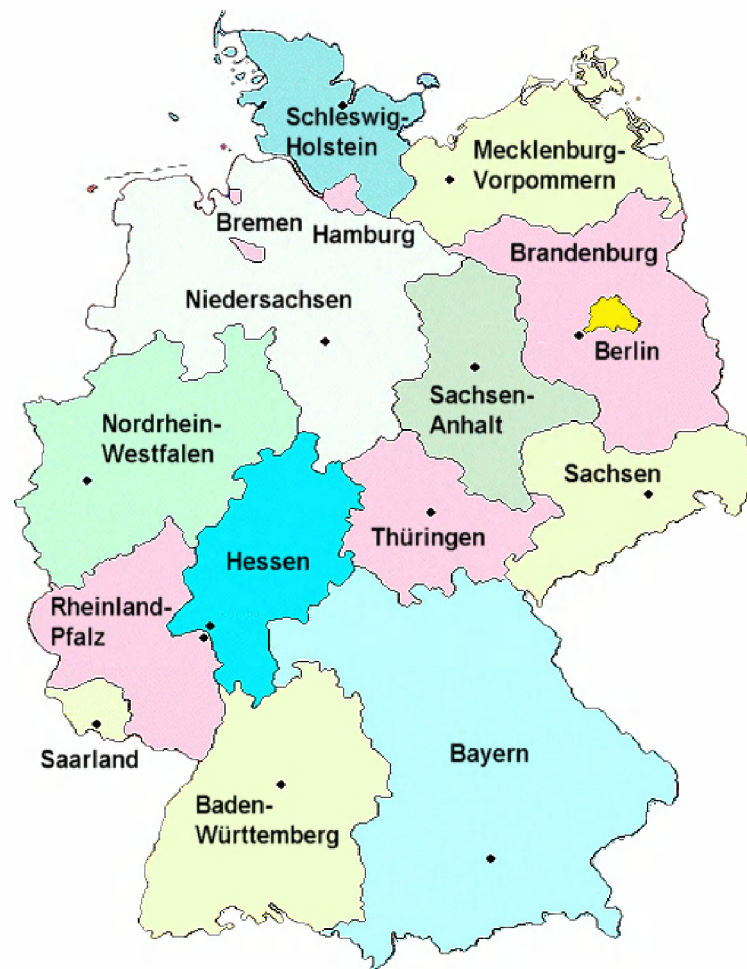 Schleswig-
Holstein
Mecklenburg-
Vorpommern
Bremen
Hamburg
Brandenburg
Niedersachsen
Berlin
Sachsen-
Anhalt
Nordrhein-
Westfalen
Sachsen
Thüringen
Hessen
Rheinland-
Pfalz
Saarland
Bayern
Baden-
Württemberg